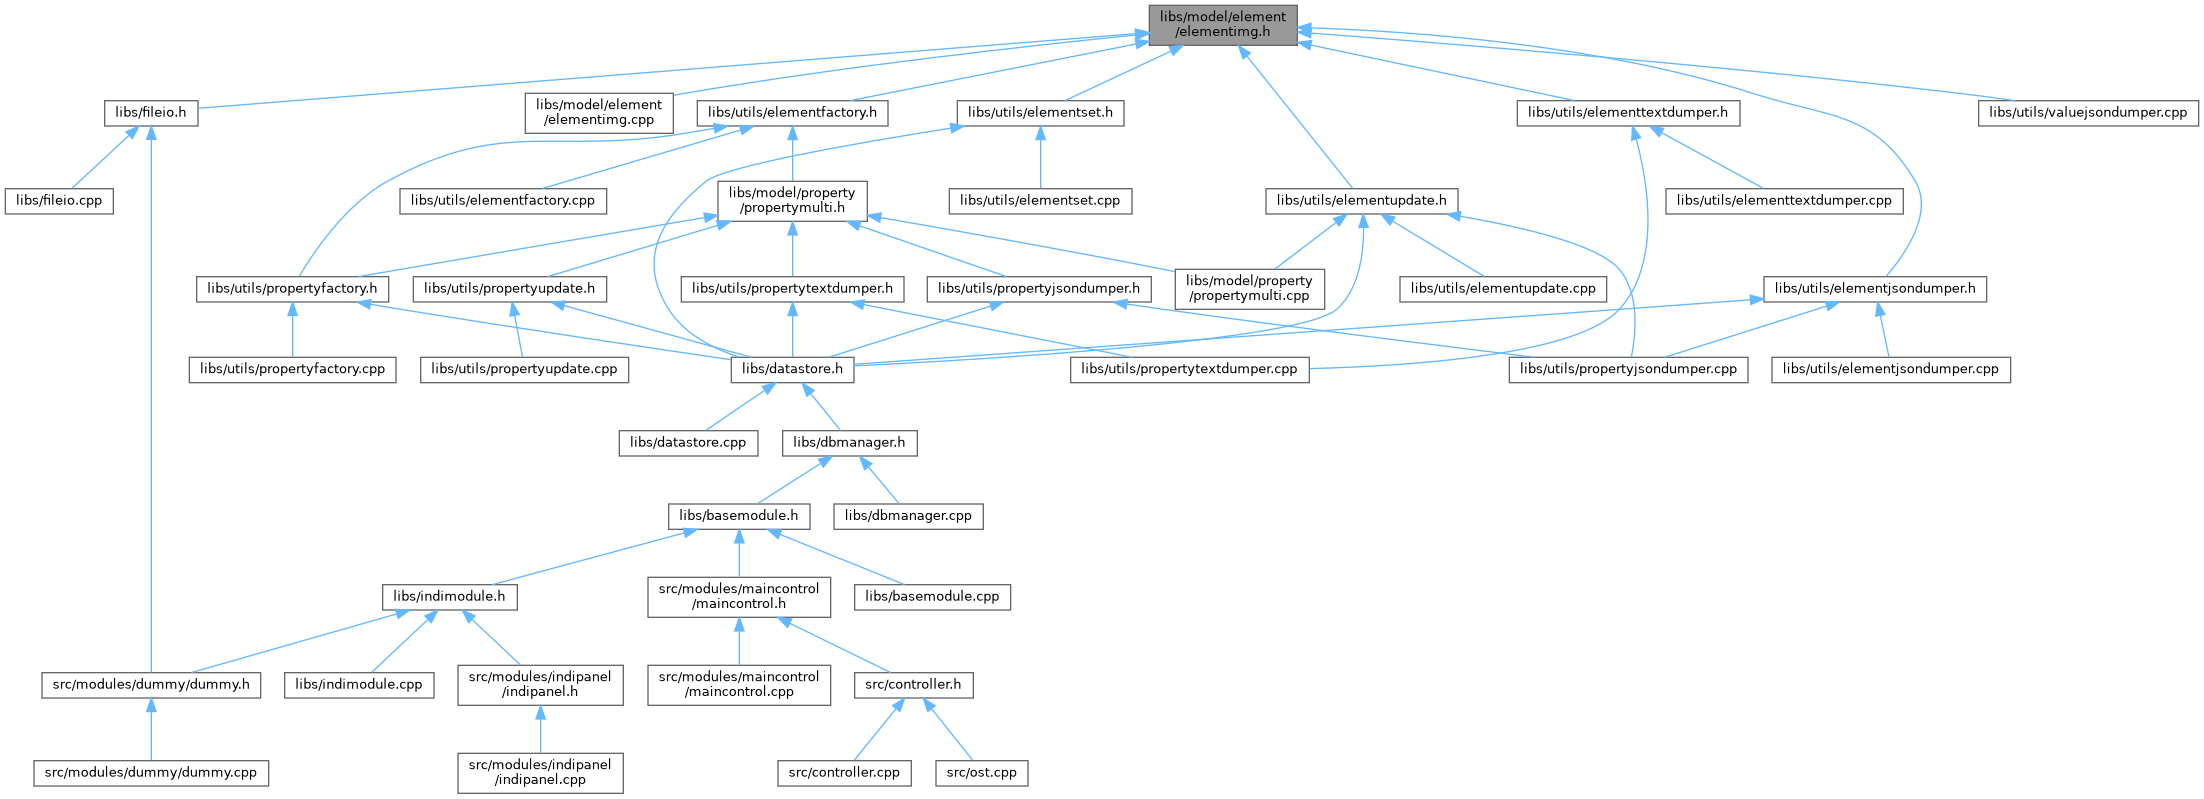 libs/model/element
/elementimg.h
libs/fileio.h
libs/model/element
/elementimg.cpp
libs/utils/elementfactory.h
libs/utils/elementset.h
libs/utils/elementtextdumper.h
libs/utils/valuejsondumper.cpp
libs/fileio.cpp
libs/utils/elementfactory.cpp
libs/model/property
/propertymulti.h
libs/utils/elementset.cpp
libs/utils/elementupdate.h
libs/utils/elementtextdumper.cpp
libs/utils/propertyfactory.h
libs/utils/propertyupdate.h
libs/utils/propertytextdumper.h
libs/utils/propertyjsondumper.h
libs/model/property
/propertymulti.cpp
libs/utils/elementupdate.cpp
libs/utils/elementjsondumper.h
libs/utils/propertyfactory.cpp
libs/utils/propertyupdate.cpp
libs/datastore.h
libs/utils/propertytextdumper.cpp
libs/utils/propertyjsondumper.cpp
libs/utils/elementjsondumper.cpp
libs/datastore.cpp
libs/dbmanager.h
libs/basemodule.h
libs/dbmanager.cpp
libs/indimodule.h
src/modules/maincontrol
/maincontrol.h
libs/basemodule.cpp
src/modules/dummy/dummy.h
libs/indimodule.cpp
src/modules/indipanel
/indipanel.h
src/modules/maincontrol
/maincontrol.cpp
src/controller.h
src/modules/dummy/dummy.cpp
src/modules/indipanel
/indipanel.cpp
src/controller.cpp
src/ost.cpp